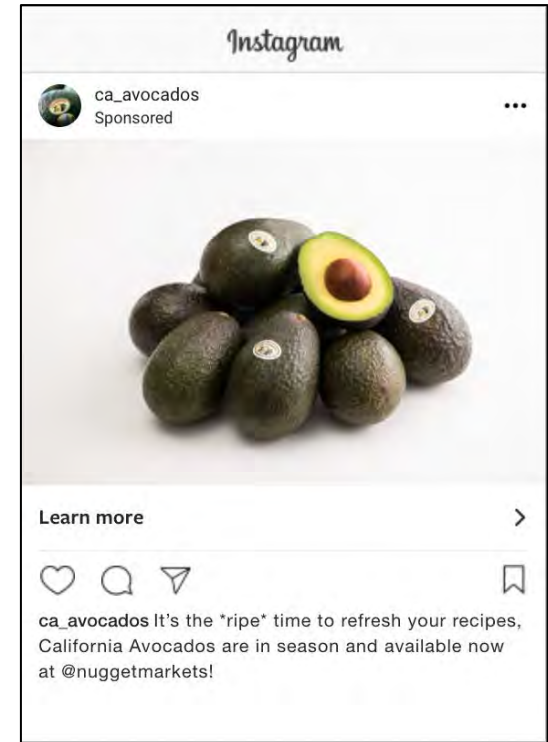 Instagram
ca_avocados
Sponsored
Learn more
ca_avocados It's the *ripe* time to refresh your recipes,
California Avocados are in season and available now
at @nuggetmarkets!